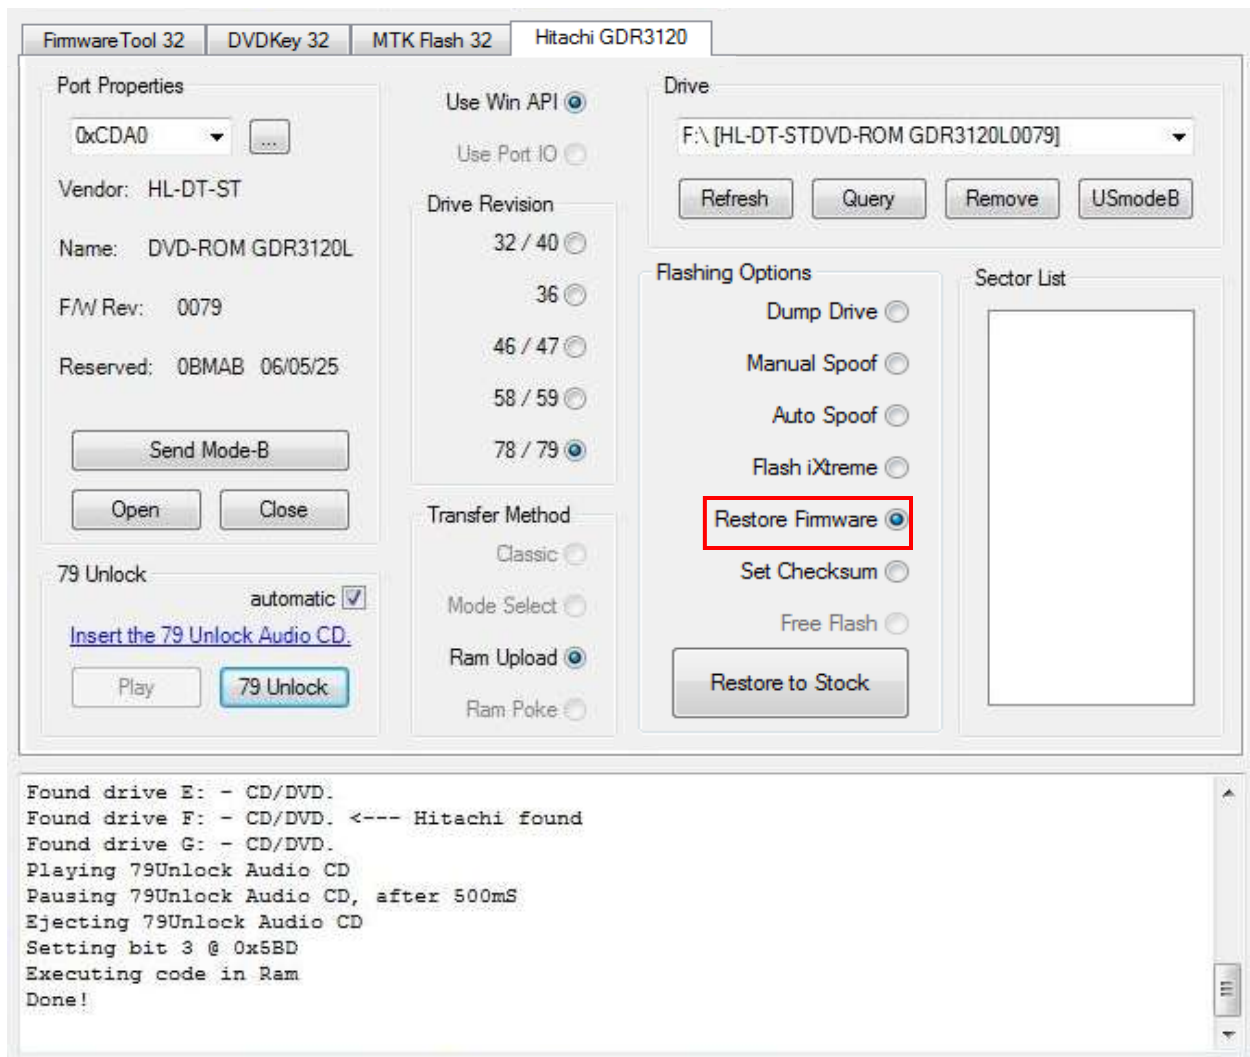 FirmwareTool 32
DVDKey 32
MTK Flash 32
Hitachi GDR3120
Port Properties
0xCDA0
...
Vendor: HL-DT-ST
Name: DVD-ROM GDR3120L
F/W Rev: 0079
Reserved: 0BMAB 06/05/25
Send Mode-B
Open
Close
79 Unlock
automatic
Insert the 79 Unlock Audio CD.
Play
79 Unlock
Use Win API
Use Port IO
Drive Revision
32 / 40
36
46 / 47
58 / 59
78 / 79
Transfer Method
Classic
Mode Select
Ram Upload
Ram Poke
Drive
F:\ [HL-DT-STDVD-ROM GDR3120L0079]
Refresh
Query
Remove
USmodeB
Flashing Options
Dump Drive
Manual Spoof
Auto Spoof
Flash iXtreme
Restore Firmware
Set Checksum
Free Flash
Restore to Stock
Sector List
Found drive E: - CD/DVD.
Found drive F: - CD/DVD. <--- Hitachi found
Found drive G: - CD/DVD.
Playing 79Unlock Audio CD
Pausing 79Unlock Audio CD, after 500mS
Ejecting 79Unlock Audio CD
Setting bit 3 @ 0x5BD
Executing code in Ram
Done!